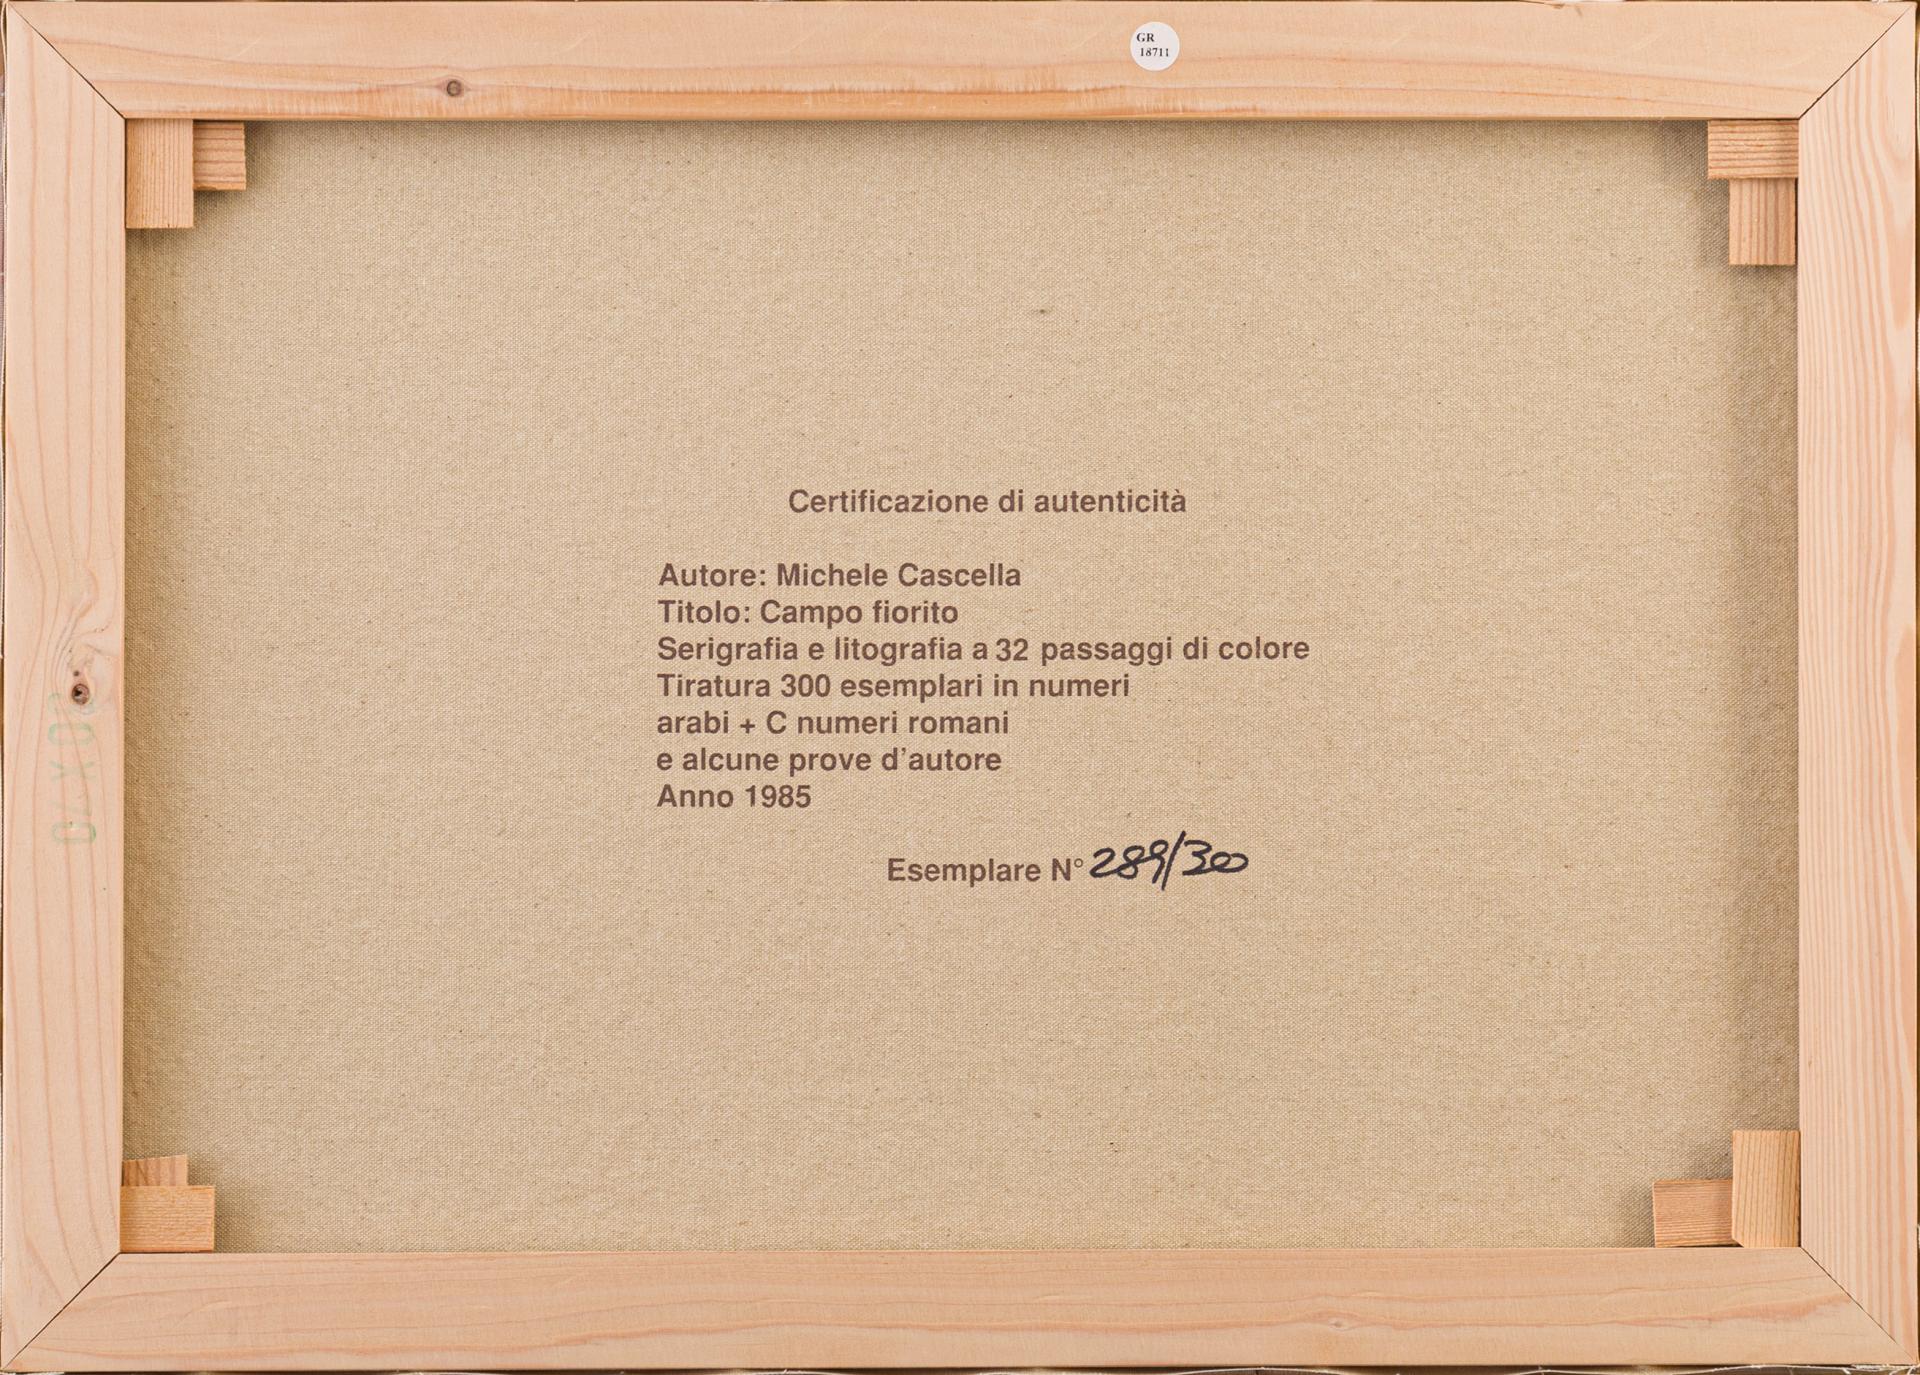 GR
18711
Certificazione di autenticità
Autore: Michele Cascella
Titolo: Campo fiorito
Serigrafia e litografia a 32 passaggi di colore
Tiratura 300 esemplari in numeri
arabi + C numeri romani
e alcune prove d'autore
Anno 1985
Esemplare N° 289/300